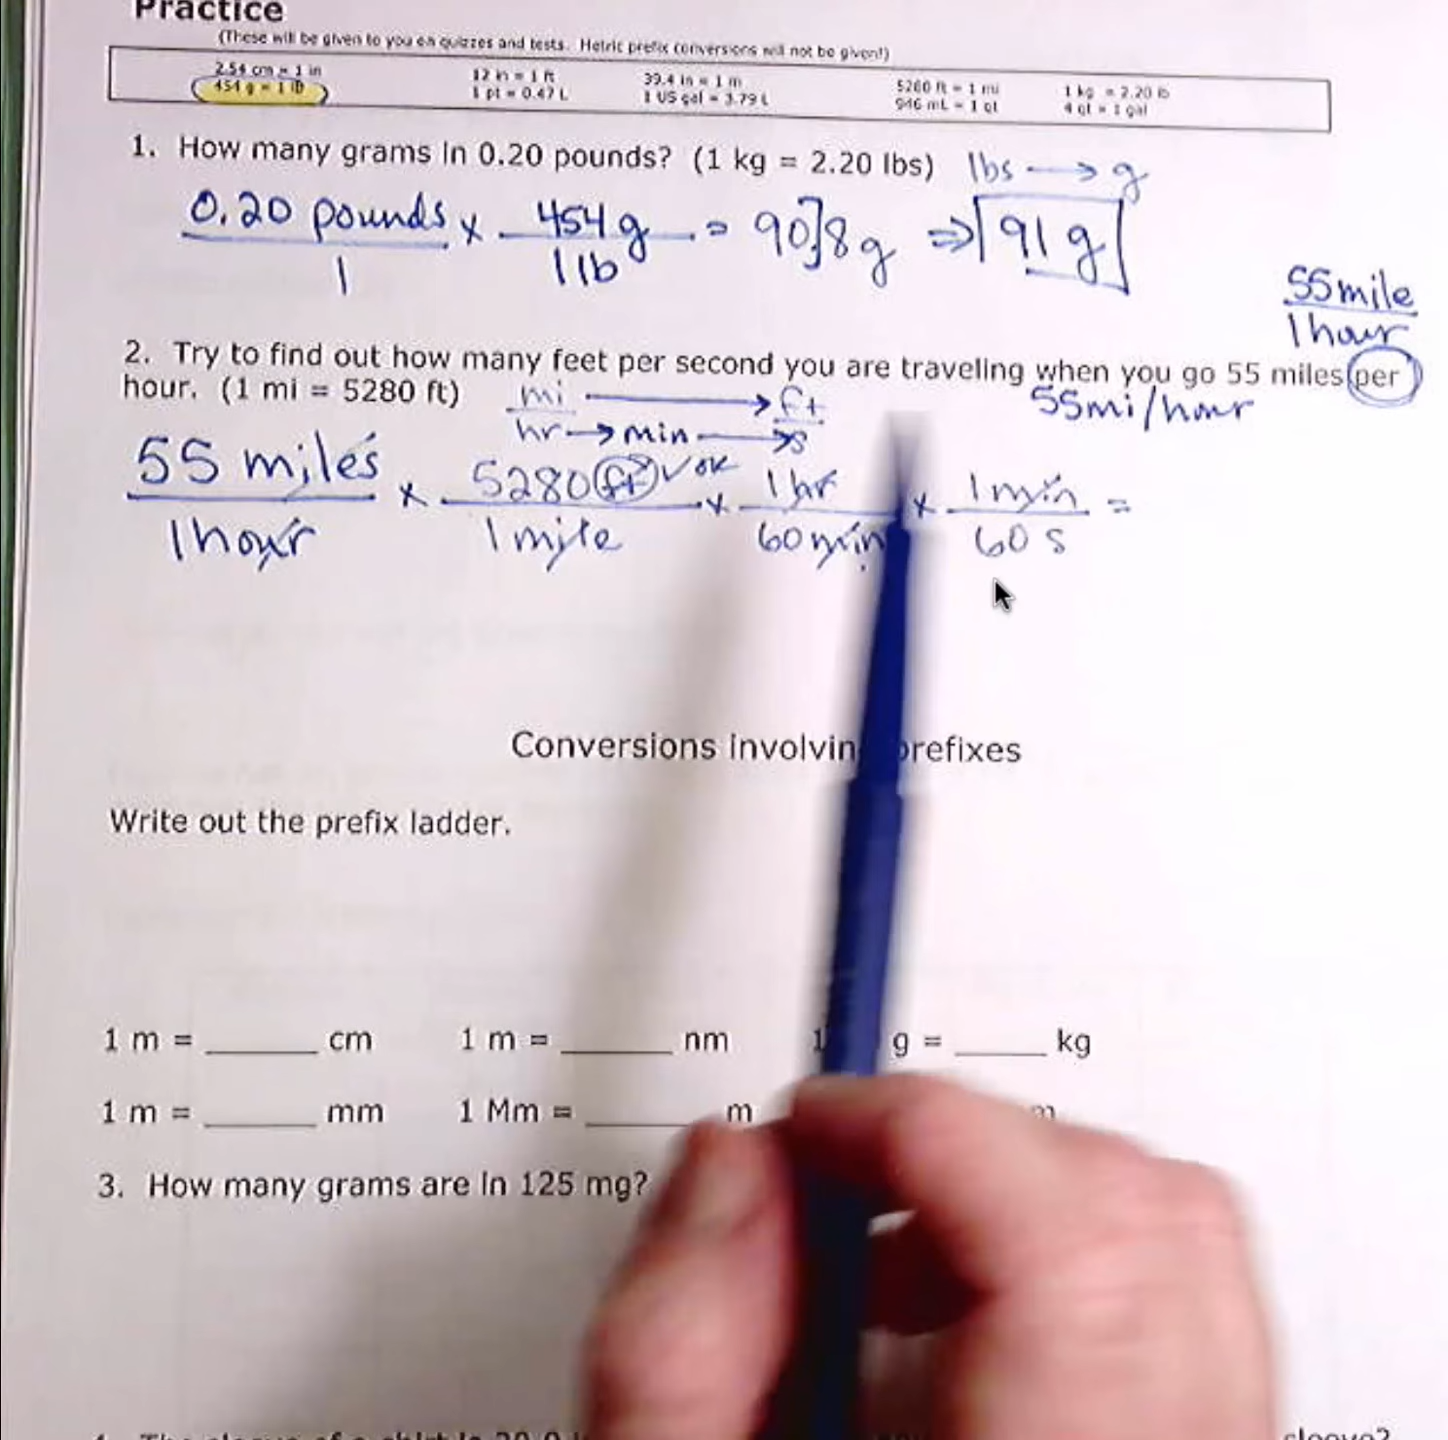 Practice
(These will be given to you on quizzes and tests. Metric prefix conversions will not be given!)
2.54 cm = 1 in 12 in = 1 ft 39.4 in = 1 m 5280 ft = 1 mi 1 kg = 2.20 lb
454 g = 1 lb 1 pt = 0.47 L 1 US gal = 3.79 L 946 mL = 1 qt 4 qt = 1 gal
1. How many grams in 0.20 pounds? (1 kg = 2.20 lbs) lbs → g
0.20 pounds x 454 g = 90.8 g ⇒ 91 g
1 1 lb
55 mile
1 hour
2. Try to find out how many feet per second you are traveling when you go 55 miles per
hour. (1 mi = 5280 ft) mi → ft 55mi/hour
hr → min → s
55 miles x 5280 ft ✓ OK x 1 hr x 1 min =
1 hour 1 mile 60 min 60 s
Conversions involvin prefixes
Write out the prefix ladder.
1 m = ______ cm 1 m = ______ nm 1 g = _____ kg
1 m = ______ mm 1 Mm = _______ m
3. How many grams are in 125 mg?